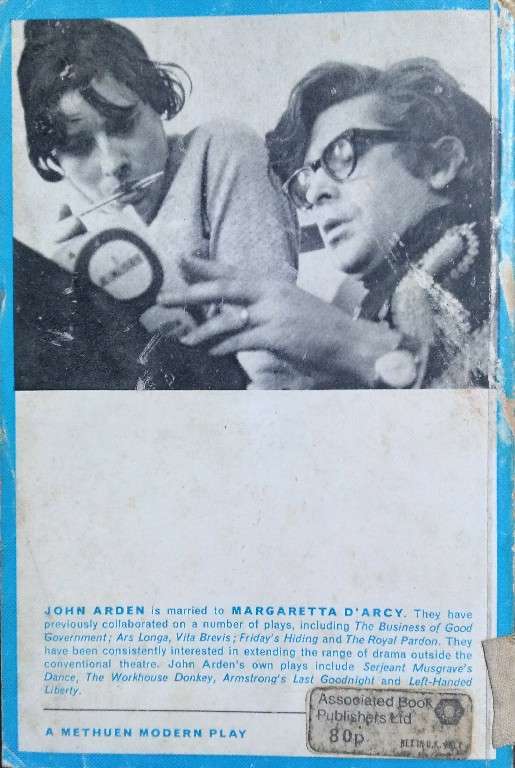 JOHN ARDEN is married to MARGARETTA D'ARCY. They have
previously collaborated on a number of plays, including The Business of Good
Government; Ars Longa, Vita Brevis; Friday's Hiding and The Royal Pardon. They
have been consistently interested in extending the range of drama outside the
conventional theatre. John Arden's own plays include Serjeant Musgrave's
Dance, The Workhouse Donkey, Armstrong's Last Goodnight and Left-Handed
Liberty.
A METHUEN MODERN PLAY
Associated Book
Publishers Ltd
80p
NET IN U.K. ONLY